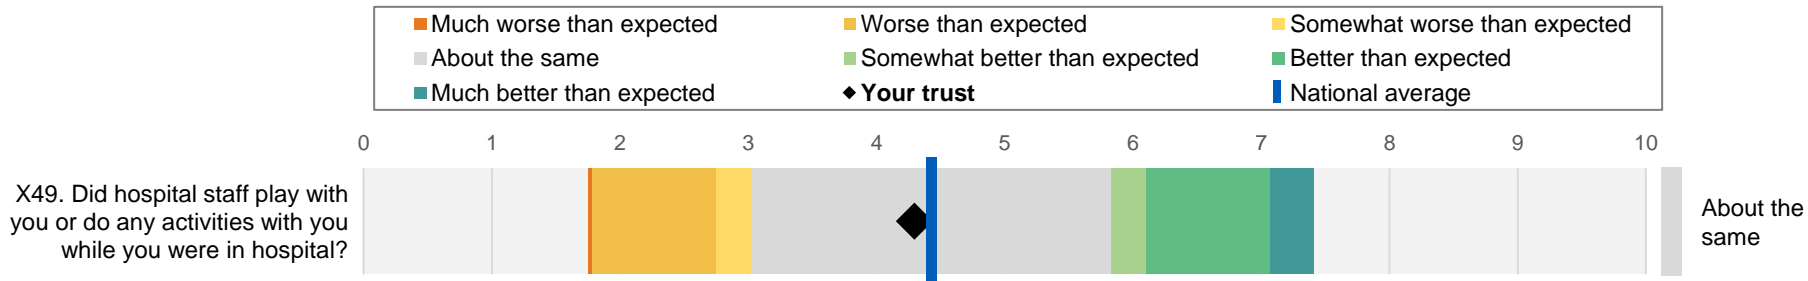 Much worse than expected
Worse than expected
Somewhat worse than expected
About the same
Somewhat better than expected
Better than expected
Much better than expected
Your trust
National average
0 1 2 3 4 5 6 7 8 9 10
X49. Did hospital staff play with
you or do any activities with you
while you were in hospital?
About the
same